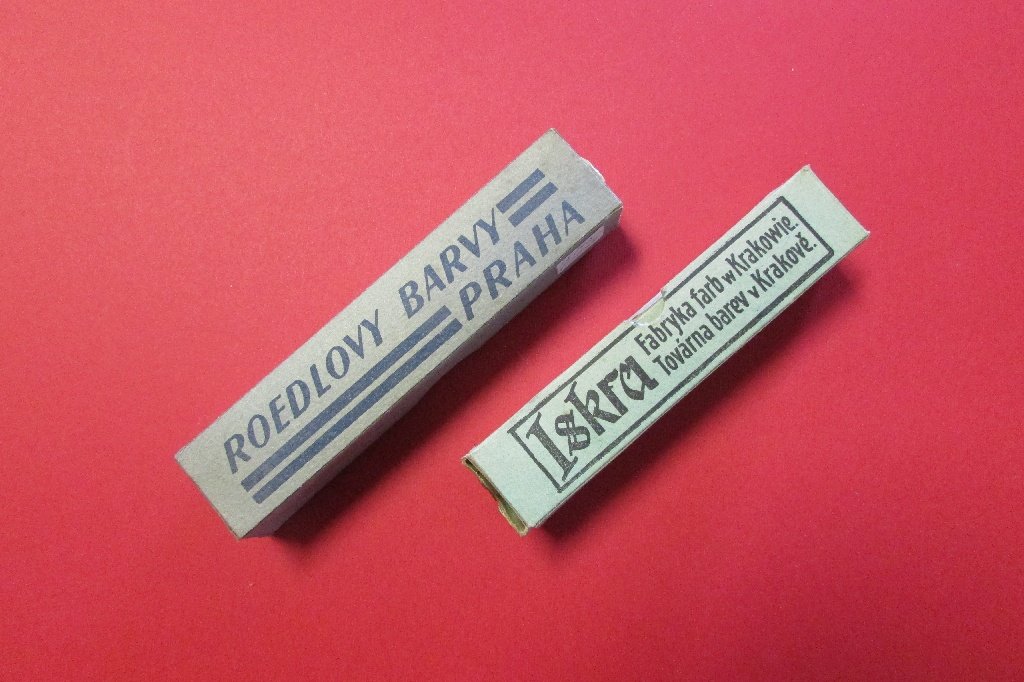 ROEDLOVY BARVY
PRAHA
Iskra
Fabryka farb w Krakowie.
Továrna barev v Krakově.